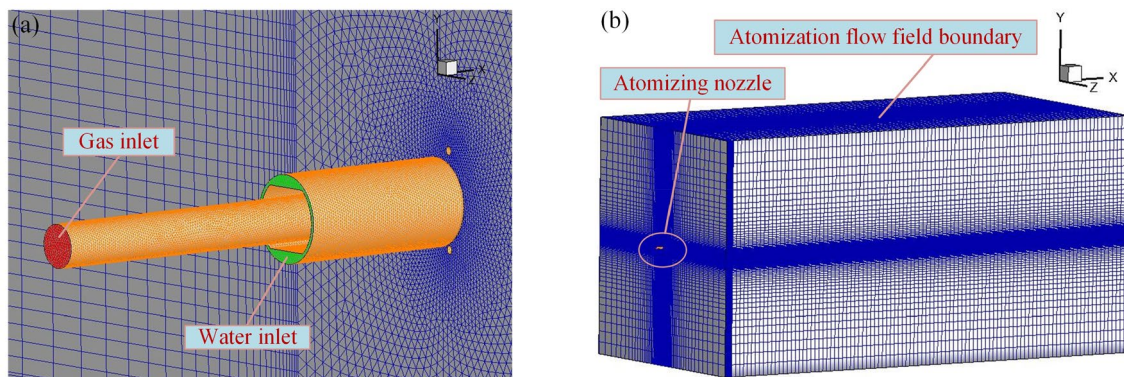 (a)
Y
X
Z
Gas inlet
Water inlet
(b)
Atomization flow field boundary
Y
X
Z
Atomizing nozzle